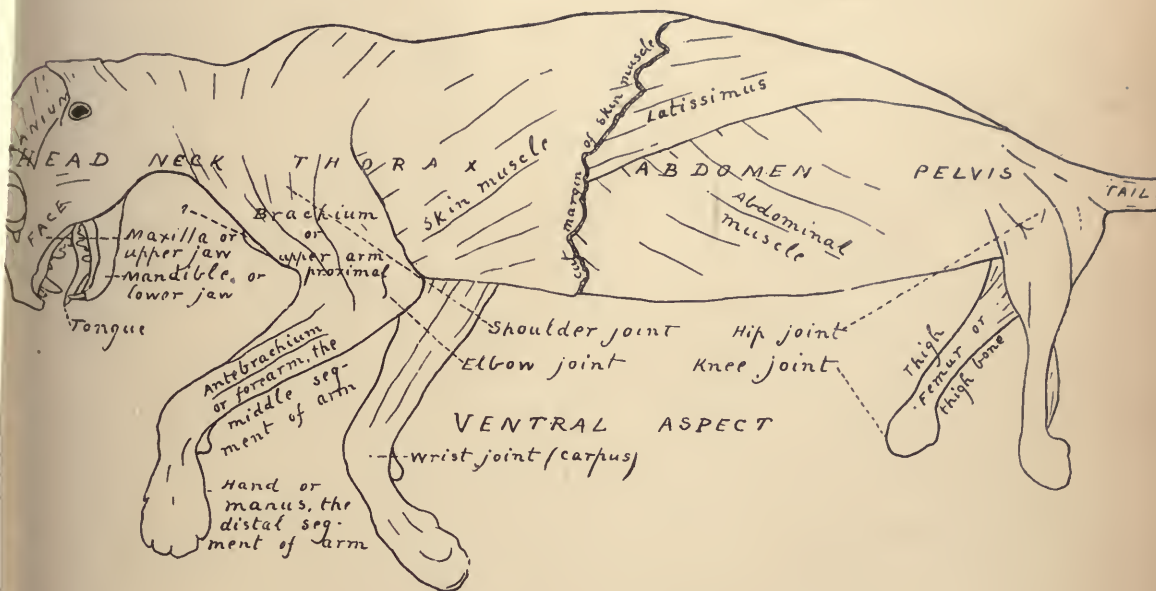 CRANIUM
HEAD NECK THORAX ABDOMEN PELVIS TAIL
FACE
Maxilla or
upper jaw
Mandible, or
lower jaw
Tongue
?
Brachium
or
upper arm
proximal
Skin muscle
cut margin of skin muscle
Latissimus
Abdominal
muscle
Shoulder joint
Elbow joint
Hip joint
Knee joint
Thigh
Femur or
thigh bone
Antebrachium
or forearm, the
middle seg-
ment of arm
VENTRAL ASPECT
Wrist joint (carpus)
Hand or
manus, the
distal seg-
ment of arm